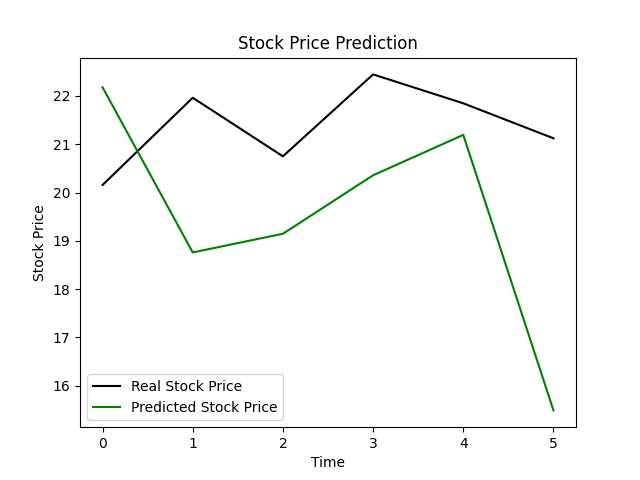 Stock Price Prediction
Stock Price
22
21
20
19
18
17
16
Real Stock Price
Predicted Stock Price
0 1 2 3 4 5
Time